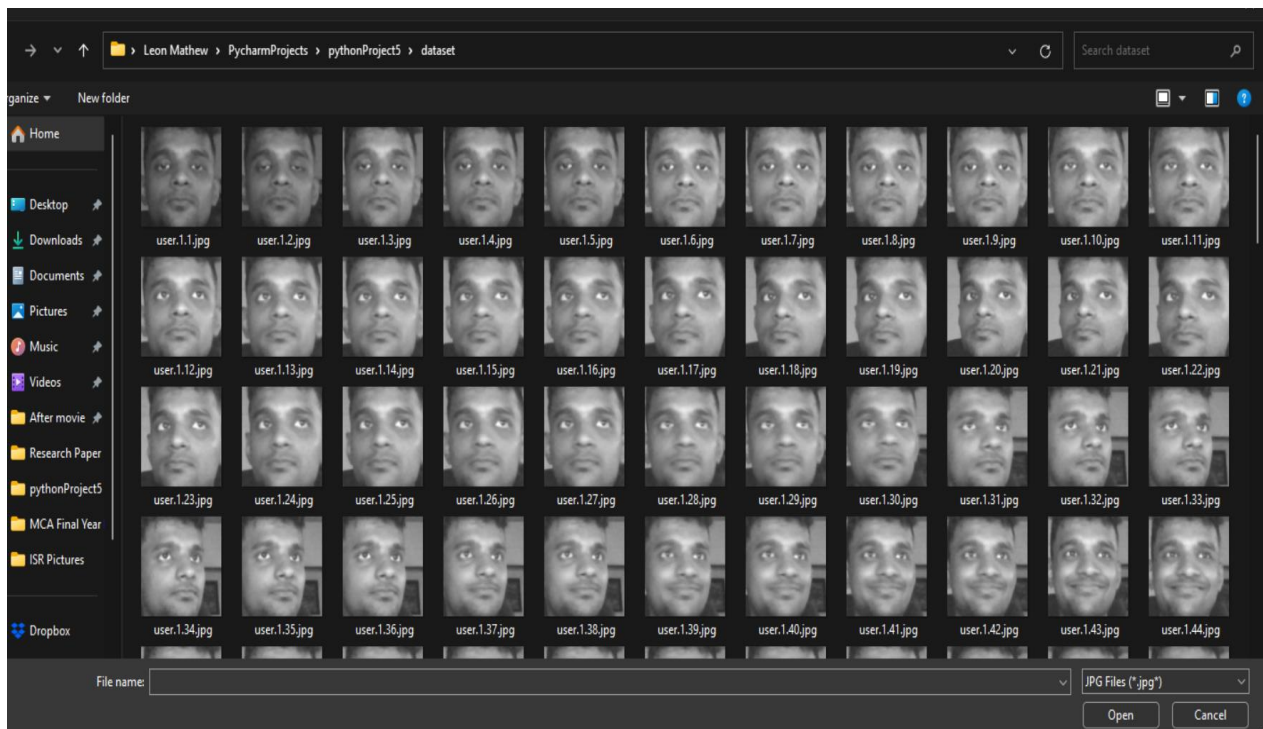 Leon Mathew › PycharmProjects › pythonProject5 › dataset
Search dataset
rganize
New folder
Home
Desktop
Downloads
Documents
Pictures
Music
Videos
After movie
Research Paper
pythonProject5
MCA Final Year
ISR Pictures
Dropbox
user.1.1.jpg user.1.2.jpg user.1.3.jpg user.1.4.jpg user.1.5.jpg user.1.6.jpg user.1.7.jpg user.1.8.jpg user.1.9.jpg user.1.10.jpg user.1.11.jpg
user.1.12.jpg user.1.13.jpg user.1.14.jpg user.1.15.jpg user.1.16.jpg user.1.17.jpg user.1.18.jpg user.1.19.jpg user.1.20.jpg user.1.21.jpg user.1.22.jpg
user.1.23.jpg user.1.24.jpg user.1.25.jpg user.1.26.jpg user.1.27.jpg user.1.28.jpg user.1.29.jpg user.1.30.jpg user.1.31.jpg user.1.32.jpg user.1.33.jpg
user.1.34.jpg user.1.35.jpg user.1.36.jpg user.1.37.jpg user.1.38.jpg user.1.39.jpg user.1.40.jpg user.1.41.jpg user.1.42.jpg user.1.43.jpg user.1.44.jpg
File name:
JPG Files (*.jpg*)
Open
Cancel